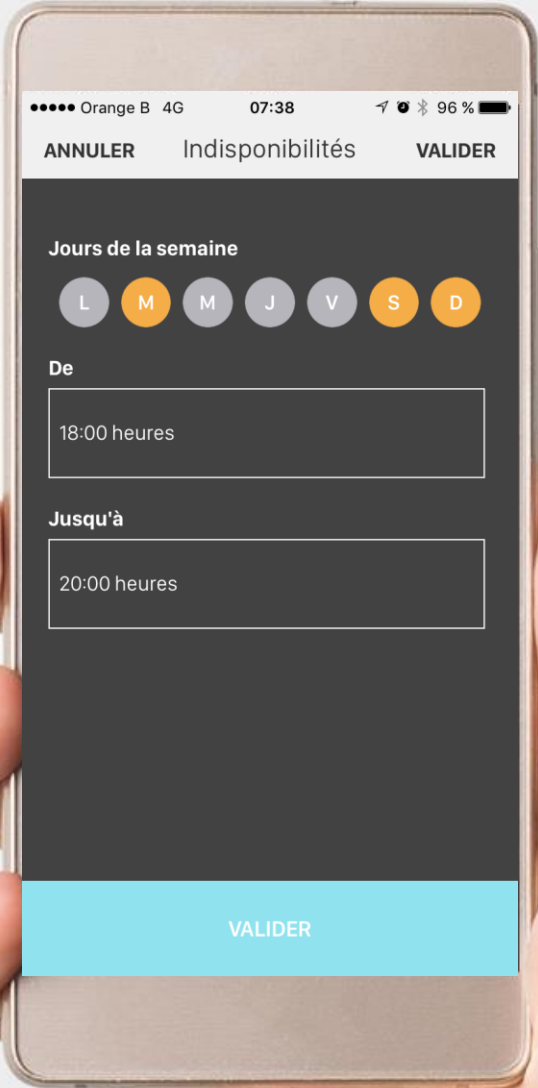 Orange B 4G 07:38 96 %
ANNULER Indisponibilités VALIDER
Jours de la semaine
L M M J V S D
De
18:00 heures
Jusqu'à
20:00 heures
VALIDER